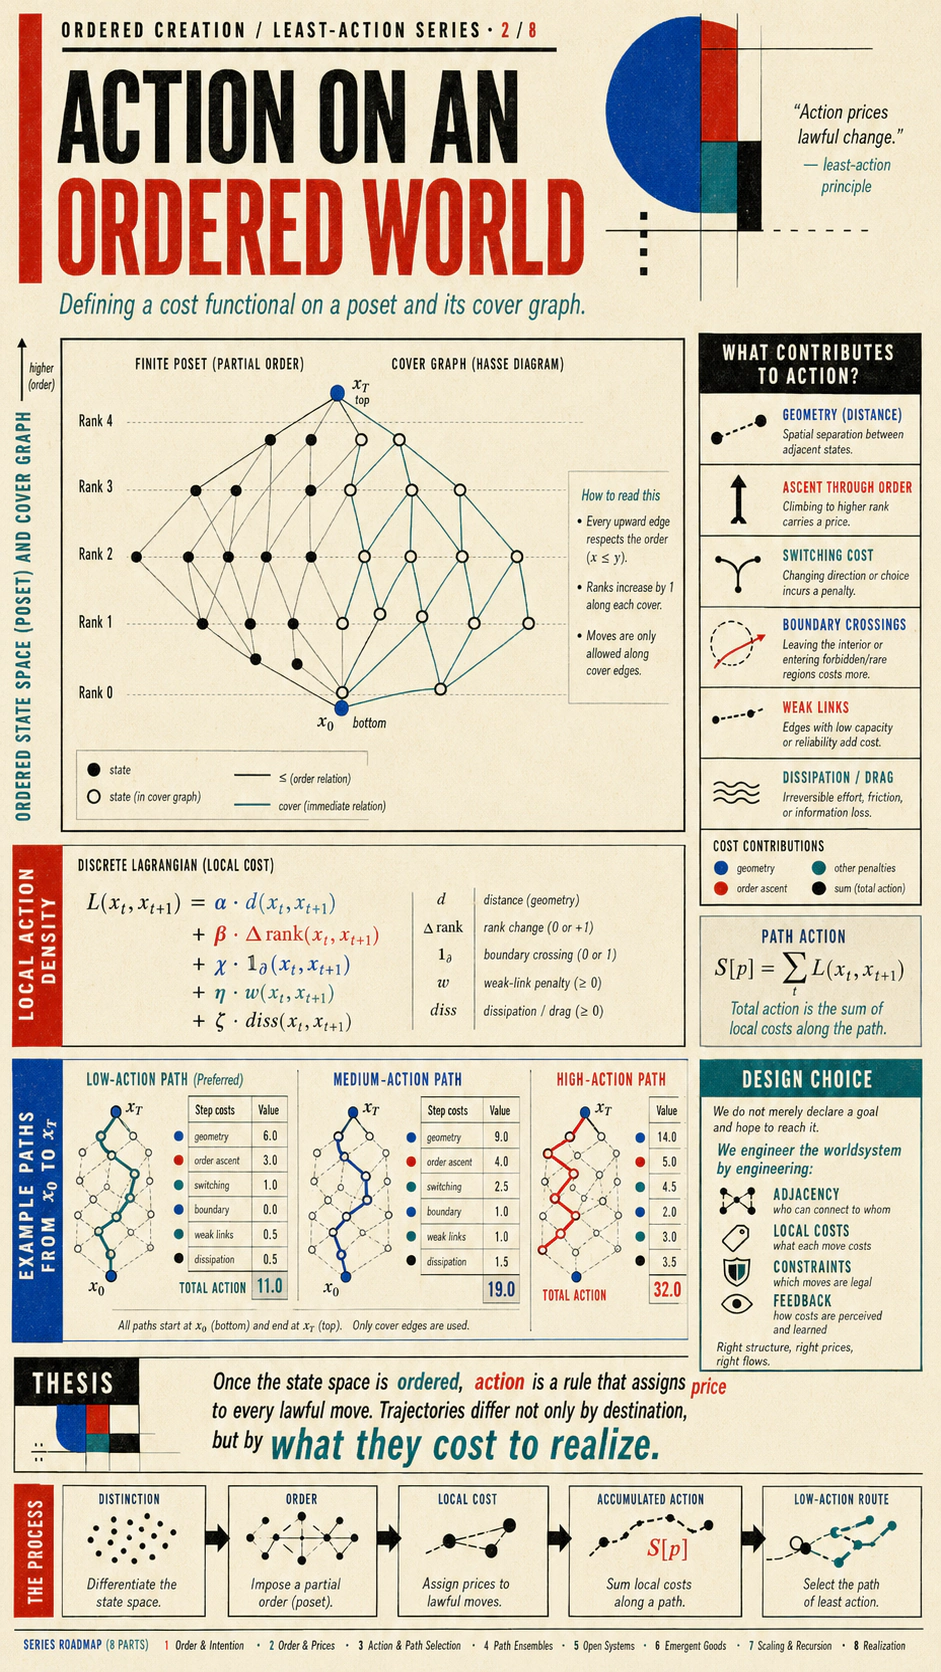 ORDERED CREATION / LEAST-ACTION SERIES · 2 / 8
ACTION ON AN
ORDERED WORLD
Defining a cost functional on a poset and its cover graph.
“Action prices
lawful change.”
— least-action
principle
higher
(order)
ORDERED STATE SPACE (POSET) AND COVER GRAPH
FINITE POSET (PARTIAL ORDER)
COVER GRAPH (HASSE DIAGRAM)
x_T
top
Rank 4
Rank 3
Rank 2
Rank 1
Rank 0
x_0 bottom
How to read this
• Every upward edge
respects the order
(x ≤ y).
• Ranks increase by 1
along each cover.
• Moves are only
allowed along
cover edges.
state
state (in cover graph)
≤ (order relation)
cover (immediate relation)
WHAT CONTRIBUTES
TO ACTION?
GEOMETRY (DISTANCE)
Spatial separation between
adjacent states.
ASCENT THROUGH ORDER
Climbing to higher rank
carries a price.
SWITCHING COST
Changing direction or choice
incurs a penalty.
BOUNDARY CROSSINGS
Leaving the interior or
entering forbidden/rare
regions costs more.
WEAK LINKS
Edges with low capacity
or reliability add cost.
DISSIPATION / DRAG
Irreversible effort, friction,
or information loss.
COST CONTRIBUTIONS
geometry
other penalties
order ascent
sum (total action)
LOCAL ACTION
DENSITY
DISCRETE LAGRANGIAN (LOCAL COST)
L(x_t, x_{t+1}) = α · d(x_t, x_{t+1})
+ β · Δ rank(x_t, x_{t+1})
+ χ · 𝟙_∂(x_t, x_{t+1})
+ η · w(x_t, x_{t+1})
+ ζ · diss(x_t, x_{t+1})
d distance (geometry)
Δ rank rank change (0 or +1)
𝟏_∂ boundary crossing (0 or 1)
w weak-link penalty (≥ 0)
diss dissipation / drag (≥ 0)
PATH ACTION
S[p] = ∑_t L(x_t, x_{t+1})
Total action is the sum of
local costs along the path.
EXAMPLE PATHS
FROM x_0 TO x_T
LOW-ACTION PATH (Preferred)
x_T
Step costs Value
geometry 6.0
order ascent 3.0
switching 1.0
boundary 0.0
weak links 0.5
dissipation 0.5
x_0
TOTAL ACTION 11.0
MEDIUM-ACTION PATH
x_T
Step costs Value
geometry 9.0
order ascent 4.0
switching 2.5
boundary 1.0
weak links 1.0
dissipation 1.5
x_0
19.0
HIGH-ACTION PATH
x_T
Value
14.0
5.0
4.5
2.0
3.0
3.5
TOTAL ACTION 32.0
All paths start at x_0 (bottom) and end at x_T (top). Only cover edges are used.
DESIGN CHOICE
We do not merely declare a goal
and hope to reach it.
We engineer the worldsystem
by engineering:
ADJACENCY
who can connect to whom
LOCAL COSTS
what each move costs
CONSTRAINTS
which moves are legal
FEEDBACK
how costs are perceived
and learned
Right structure, right prices,
right flows.
THESIS
Once the state space is ordered, action is a rule that assigns price
to every lawful move. Trajectories differ not only by destination,
but by what they cost to realize.
THE PROCESS
DISTINCTION
Differentiate the
state space.
ORDER
Impose a partial
order (poset).
LOCAL COST
Assign prices to
lawful moves.
ACCUMULATED ACTION
S[p]
Sum local costs
along a path.
LOW-ACTION ROUTE
Select the path
of least action.
SERIES ROADMAP (8 PARTS) 1 Order & Intention • 2 Order & Prices • 3 Action & Path Selection • 4 Path Ensembles • 5 Open Systems • 6 Emergent Goods • 7 Scaling & Recursion • 8 Realization